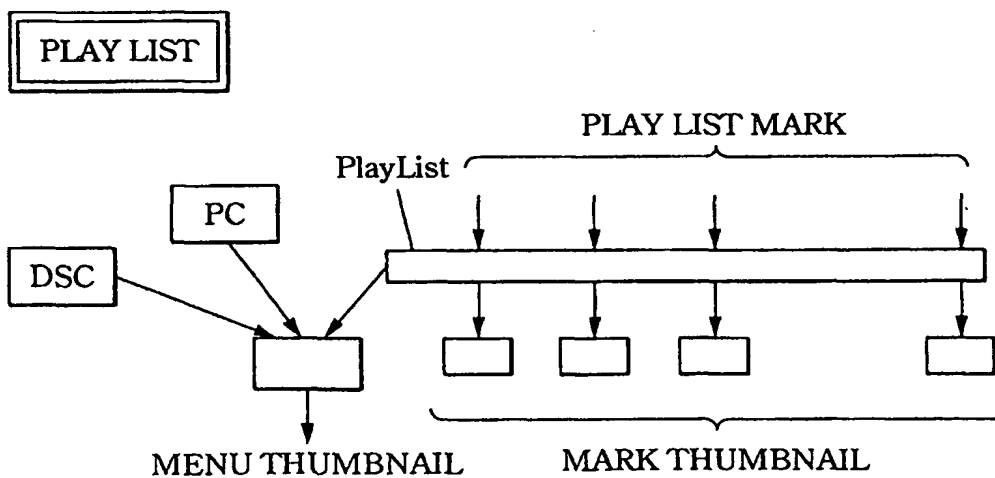 PLAY LIST
PLAY LIST MARK
PlayList
PC
DSC
MENU THUMBNAIL
MARK THUMBNAIL